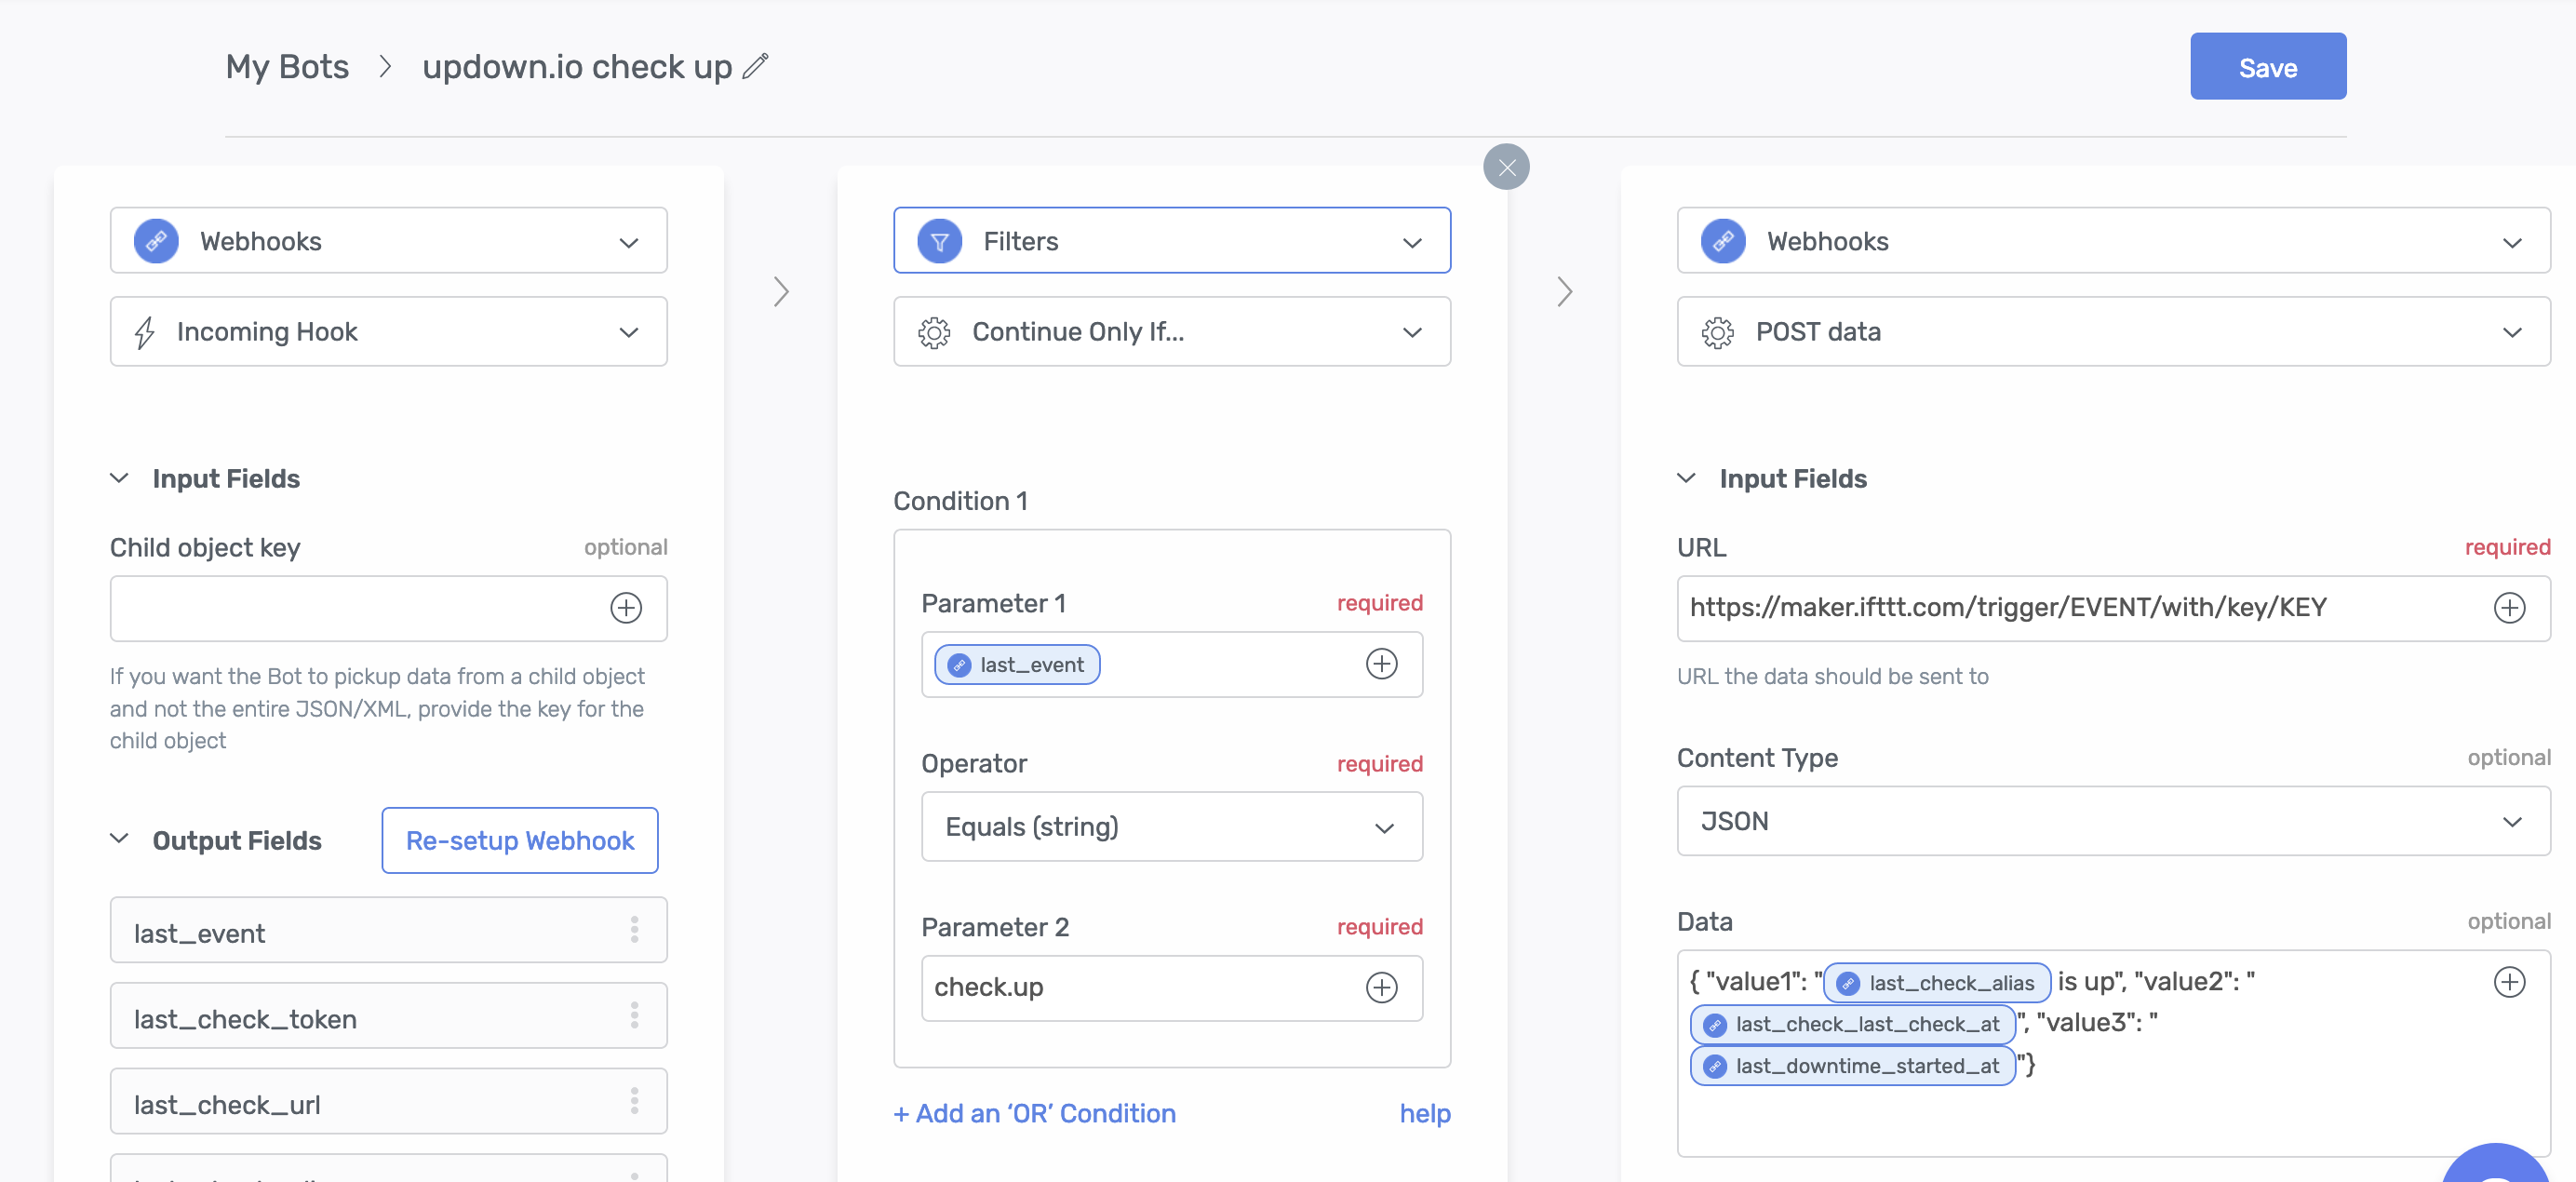 My Bots > updown.io check up
Save
Webhooks
Incoming Hook
Input Fields
Child object key optional
If you want the Bot to pickup data from a child object
and not the entire JSON/XML, provide the key for the
child object
Output Fields
Re-setup Webhook
last_event
last_check_token
last_check_url
Filters
Continue Only If...
Condition 1
Parameter 1 required
last_event
Operator required
Equals (string)
Parameter 2 required
check.up
+ Add an ‘OR’ Condition help
Webhooks
POST data
Input Fields
URL required
https://maker.ifttt.com/trigger/EVENT/with/key/KEY
URL the data should be sent to
Content Type optional
JSON
Data optional
{ "value1": "last_check_alias is up", "value2": "
last_check_last_check_at", "value3": "
last_downtime_started_at"}